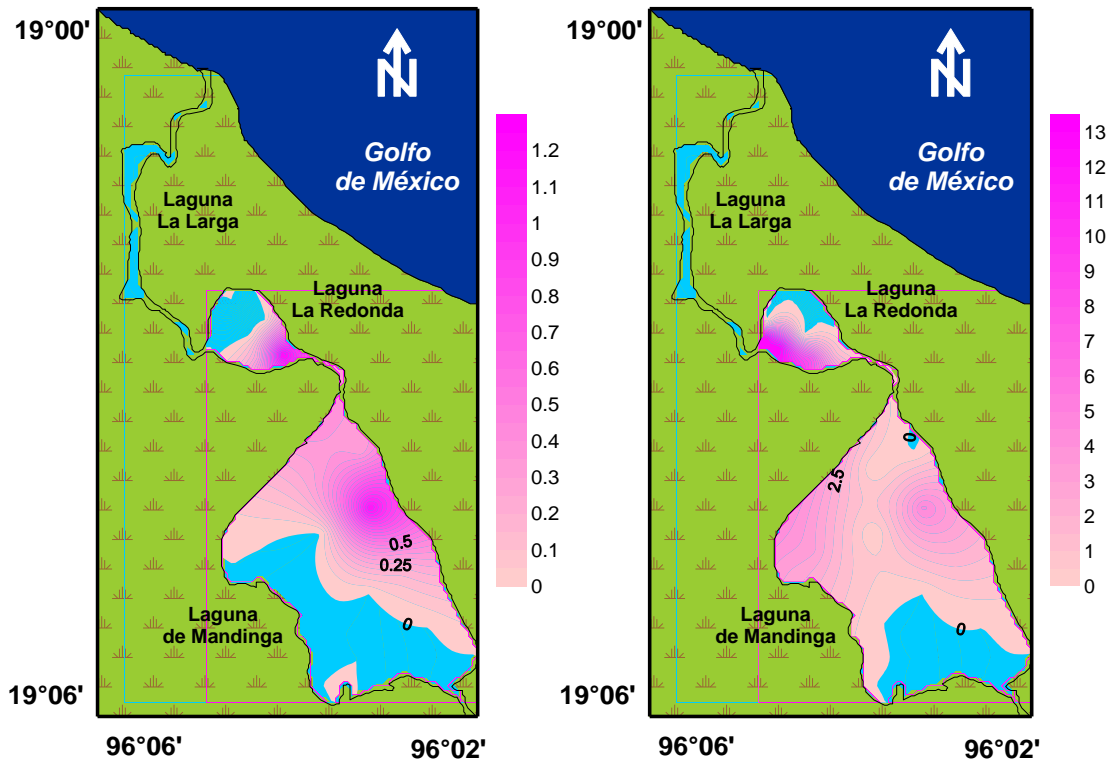 19°00'
N
Golfo
de México
Laguna
La Larga
Laguna
La Redonda
0.5
0.25
0
Laguna
de Mandinga
19°06'
96°06'
96°02'
1.2
1.1
1
0.9
0.8
0.7
0.6
0.5
0.4
0.3
0.2
0.1
0
19°00'
N
Golfo
de México
Laguna
La Larga
Laguna
La Redonda
0
2.5
0
Laguna
de Mandinga
19°06'
96°06'
96°02'
13
12
11
10
9
8
7
6
5
4
3
2
1
0